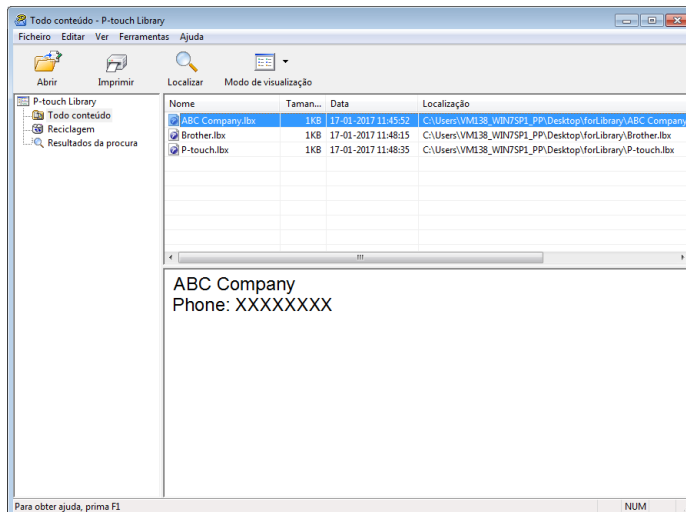 Todo conteúdo - P-touch Library
Ficheiro Editar Ver Ferramentas Ajuda
Abrir Imprimir Localizar Modo de visualização
P-touch Library
Todo conteúdo
Reciclagem
Resultados da procura
Nome Taman... Data Localização
ABC Company.lbx 1KB 17-01-2017 11:45:52 C:\Users\VM138_WIN7SP1_PP\Desktop\forLibrary\ABC Company
Brother.lbx 1KB 17-01-2017 11:48:15 C:\Users\VM138_WIN7SP1_PP\Desktop\forLibrary\Brother.lbx
P-touch.lbx 1KB 17-01-2017 11:48:35 C:\Users\VM138_WIN7SP1_PP\Desktop\forLibrary\P-touch.lbx
ABC Company
Phone: XXXXXXXX
Para obter ajuda, prima F1 NUM